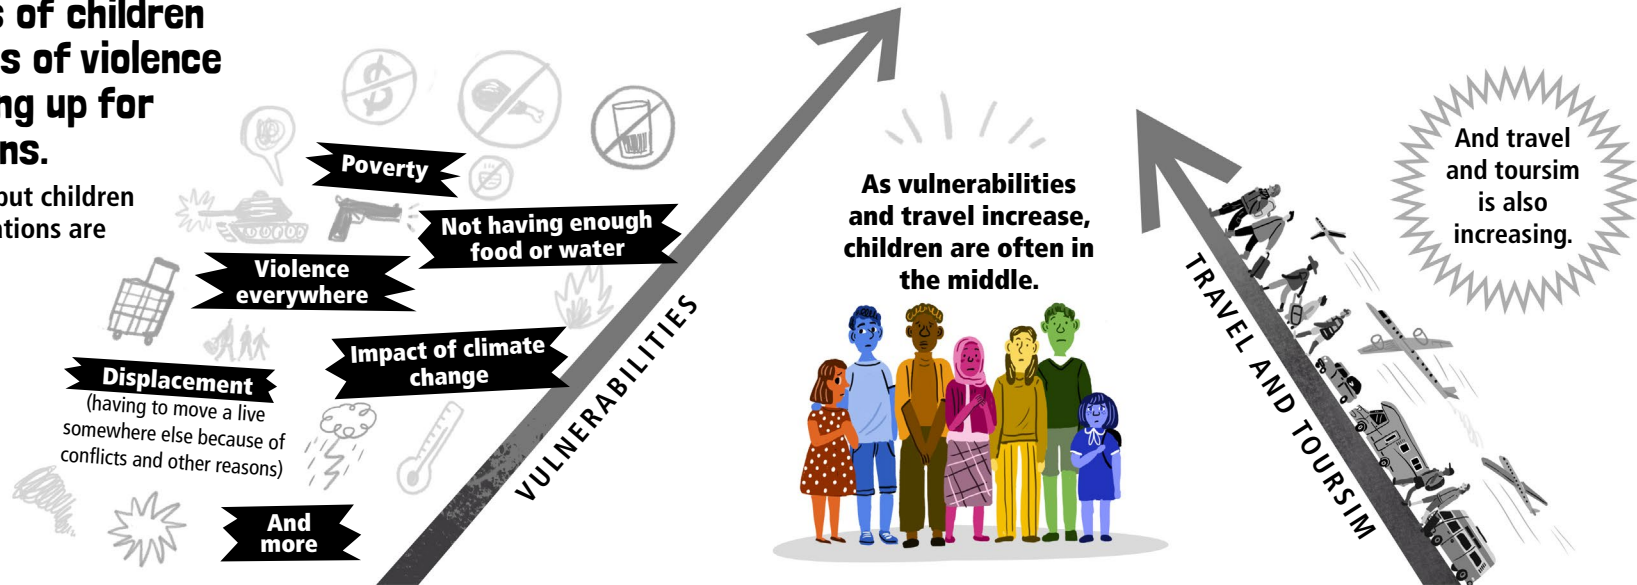 s of children
s of violence
ng up for
ns.
out children
ations are
Poverty
Not having enough
food or water
Violence
everywhere
Impact of climate
change
Displacement
(having to move a live
somewhere else because of
conflicts and other reasons)
And
more
VULNERABILITIES
As vulnerabilities
and travel increase,
children are often in
the middle.
TRAVEL AND TOURSIM
And travel
and toursim
is also
increasing.